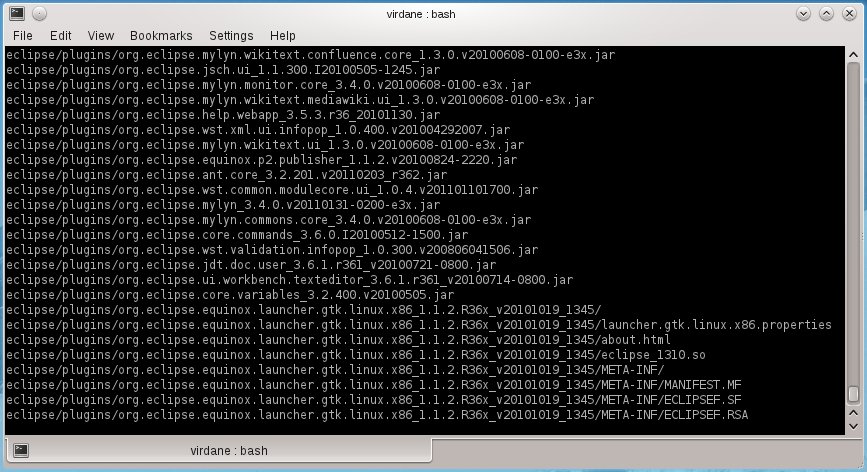 virdane : bash
File Edit View Bookmarks Settings Help
eclipse/plugins/org.eclipse.mylyn.wikitext.confluence.core_1.3.0.v20100608-0100-e3x.jar
eclipse/plugins/org.eclipse.jsch.ui_1.1.300.I20100505-1245.jar
eclipse/plugins/org.eclipse.mylyn.monitor.core_3.4.0.v20100608-0100-e3x.jar
eclipse/plugins/org.eclipse.mylyn.wikitext.mediawiki.ui_1.3.0.v20100608-0100-e3x.jar
eclipse/plugins/org.eclipse.help.webapp_3.5.3.r36_20101130.jar
eclipse/plugins/org.eclipse.wst.xml.ui.infopop_1.0.400.v201004292007.jar
eclipse/plugins/org.eclipse.mylyn.wikitext.ui_1.3.0.v20100608-0100-e3x.jar
eclipse/plugins/org.eclipse.equinox.p2.publisher_1.1.2.v20100824-2220.jar
eclipse/plugins/org.eclipse.ant.core_3.2.201.v20110203_r362.jar
eclipse/plugins/org.eclipse.wst.common.modulecore.ui_1.0.4.v201101101700.jar
eclipse/plugins/org.eclipse.mylyn_3.4.0.v20110131-0200-e3x.jar
eclipse/plugins/org.eclipse.mylyn.commons.core_3.4.0.v20100608-0100-e3x.jar
eclipse/plugins/org.eclipse.core.commands_3.6.0.I20100512-1500.jar
eclipse/plugins/org.eclipse.wst.validation.infopop_1.0.300.v200806041506.jar
eclipse/plugins/org.eclipse.jdt.doc.user_3.6.1.r361_v20100721-0800.jar
eclipse/plugins/org.eclipse.ui.workbench.texteditor_3.6.1.r361_v20100714-0800.jar
eclipse/plugins/org.eclipse.core.variables_3.2.400.v20100505.jar
eclipse/plugins/org.eclipse.equinox.launcher.gtk.linux.x86_1.1.2.R36x_v20101019_1345/
eclipse/plugins/org.eclipse.equinox.launcher.gtk.linux.x86_1.1.2.R36x_v20101019_1345/launcher.gtk.linux.x86.properties
eclipse/plugins/org.eclipse.equinox.launcher.gtk.linux.x86_1.1.2.R36x_v20101019_1345/about.html
eclipse/plugins/org.eclipse.equinox.launcher.gtk.linux.x86_1.1.2.R36x_v20101019_1345/eclipse_1310.so
eclipse/plugins/org.eclipse.equinox.launcher.gtk.linux.x86_1.1.2.R36x_v20101019_1345/META-INF/
eclipse/plugins/org.eclipse.equinox.launcher.gtk.linux.x86_1.1.2.R36x_v20101019_1345/META-INF/MANIFEST.MF
eclipse/plugins/org.eclipse.equinox.launcher.gtk.linux.x86_1.1.2.R36x_v20101019_1345/META-INF/ECLIPSEF.SF
eclipse/plugins/org.eclipse.equinox.launcher.gtk.linux.x86_1.1.2.R36x_v20101019_1345/META-INF/ECLIPSEF.RSA
virdane : bash